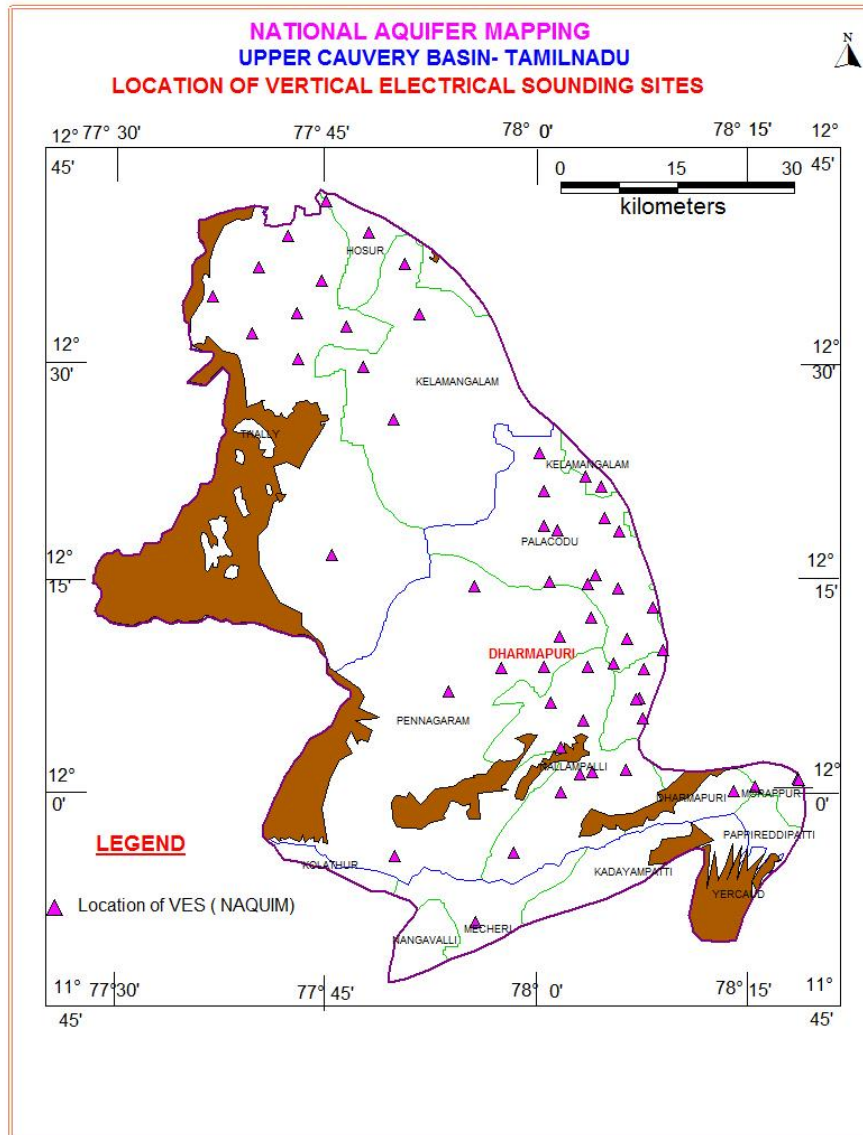 NATIONAL AQUIFER MAPPING
UPPER CAUVERY BASIN- TAMILNADU
LOCATION OF VERTICAL ELECTRICAL SOUNDING SITES
N
12° 77° 30' 77° 45' 78° 0' 78° 15' 12°
45' 45'
0 15 30
kilometers
HOSUR
12° 12°
30' 30'
KELAMANGALAM
THALLY
KELAMANGALAM
PALACODU
12° 12°
15' 15'
DHARMAPURI
PENNAGARAM
NALLAMPALLI
12° 12°
0' 0'
DHARMAPURI MORAPPUR
PAPPIREDDIPATTI
LEGEND
KOLATHUR
KADAYAMPATTI
YERCAUD
Location of VES ( NAQUIM)
MECHERI
NANGAVALLI
11° 77° 30' 77° 45' 78° 0' 78° 15' 11°
45' 45'